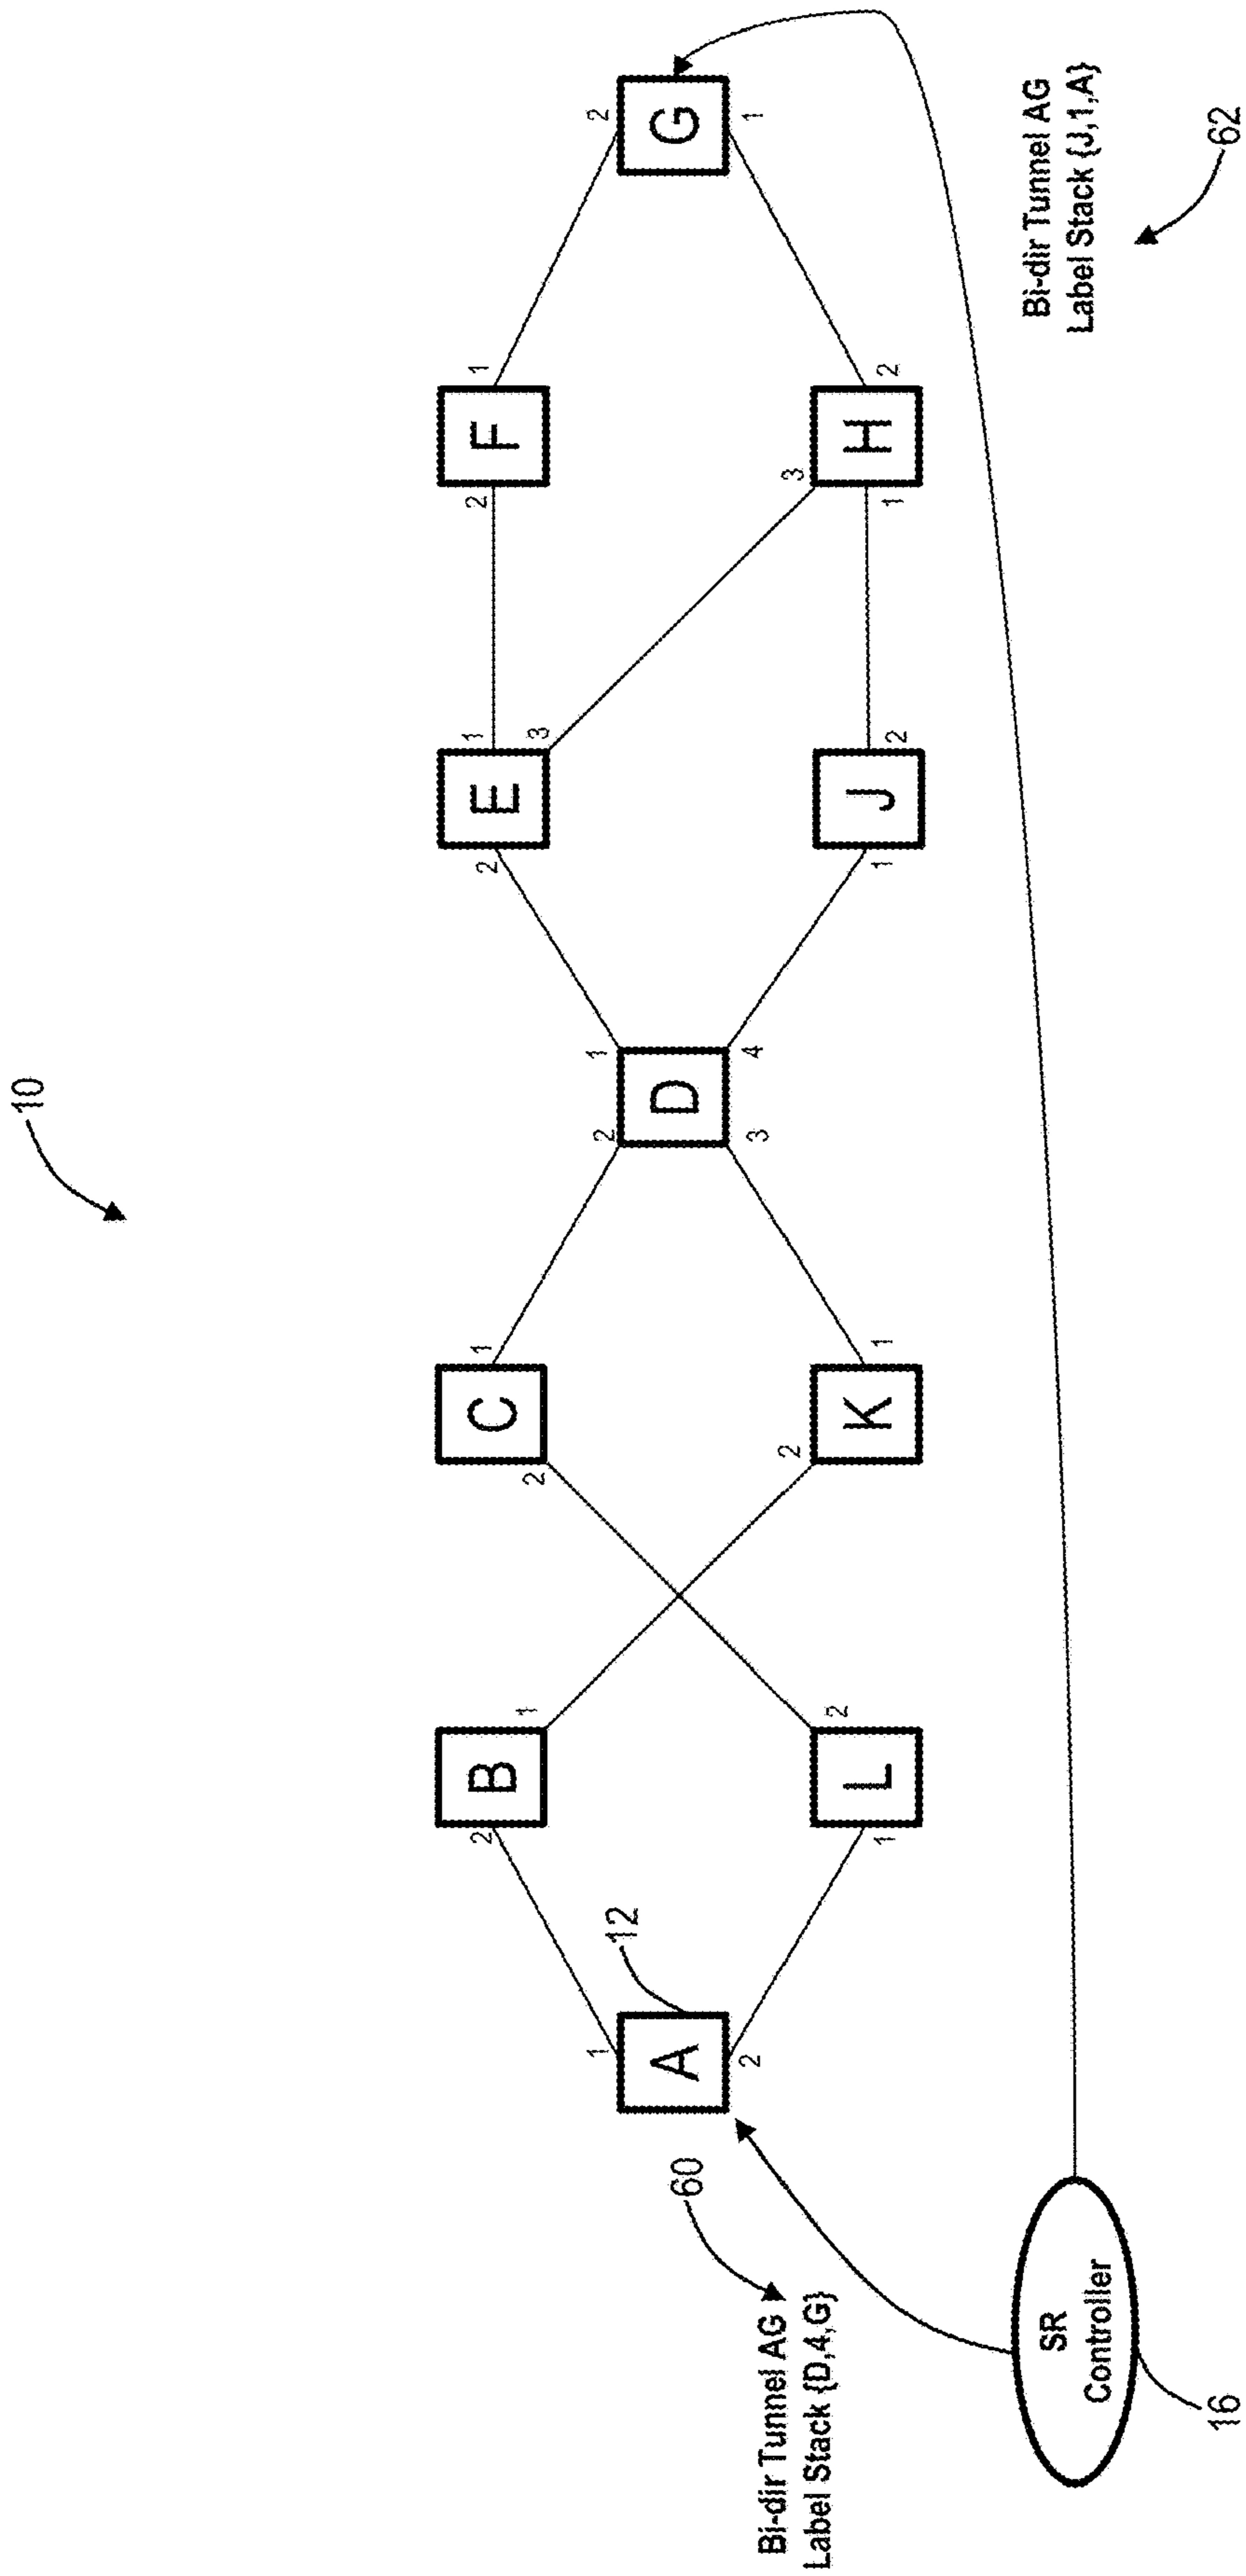 10
2
B
1
2
C
1
2
E
1
3
2
F
1
1
A
2
12
2
D
1
3
4
2
G
1
1
L
2
2
K
1
1
J
2
3
1
H
2
60
Bi-dir Tunnel AG
Label Stack {D,4,G}
SR
Controller
16
Bi-dir Tunnel AG
Label Stack {J,1,A}
62